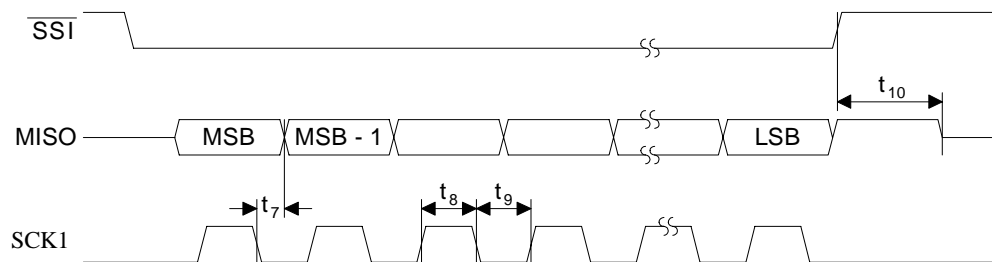 SSI
t10
MISO
MSB
MSB - 1
LSB
t7
t8
t9
SCK1